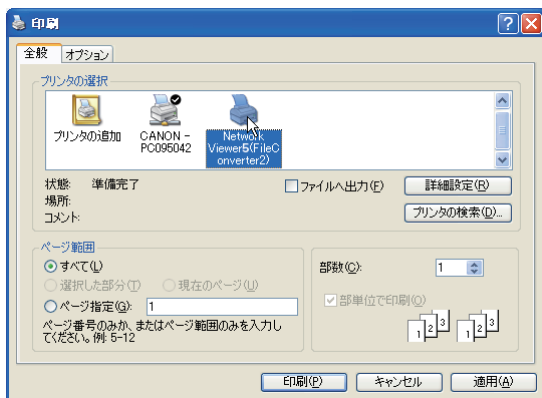 印刷
全般 オプション
プリンタの選択
プリンタの追加
CANON -
PC095042
Network
Viewer5(FileC
onverter2)
状態: 準備完了
場所:
コメント:
ファイルへ出力(F)
詳細設定(R)
プリンタの検索(D)...
ページ範囲
すべて(L)
選択した部分(T) 現在のページ(U)
ページ指定(G): 1
ページ番号のみか、またはページ範囲のみを入力し
てください。例: 5-12
部数(C): 1
部単位で印刷(O)
1 2 3 1 2 3
印刷(P) キャンセル 適用(A)